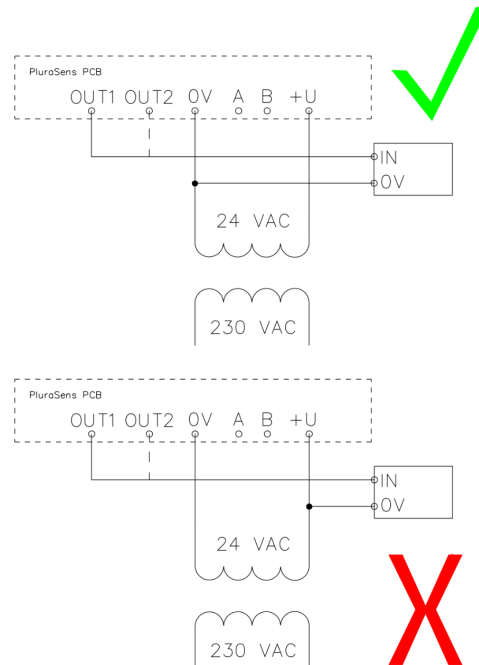 PluraSens PCB
OUT1 OUT2 0V A B +U
IN
0V
24 VAC
230 VAC
PluraSens PCB
OUT1 OUT2 0V A B +U
IN
0V
24 VAC
230 VAC